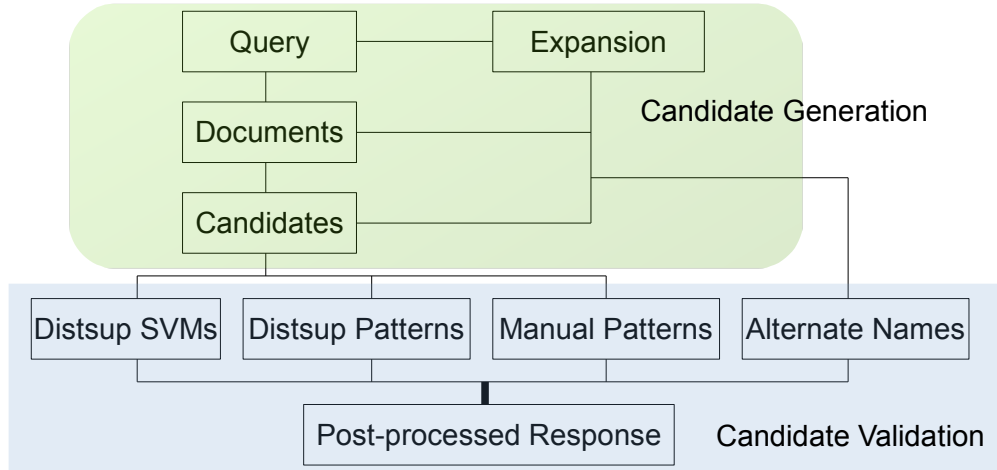 Query
Expansion
Documents
Candidate Generation
Candidates
Distsup SVMs
Distsup Patterns
Manual Patterns
Alternate Names
Post-processed Response
Candidate Validation